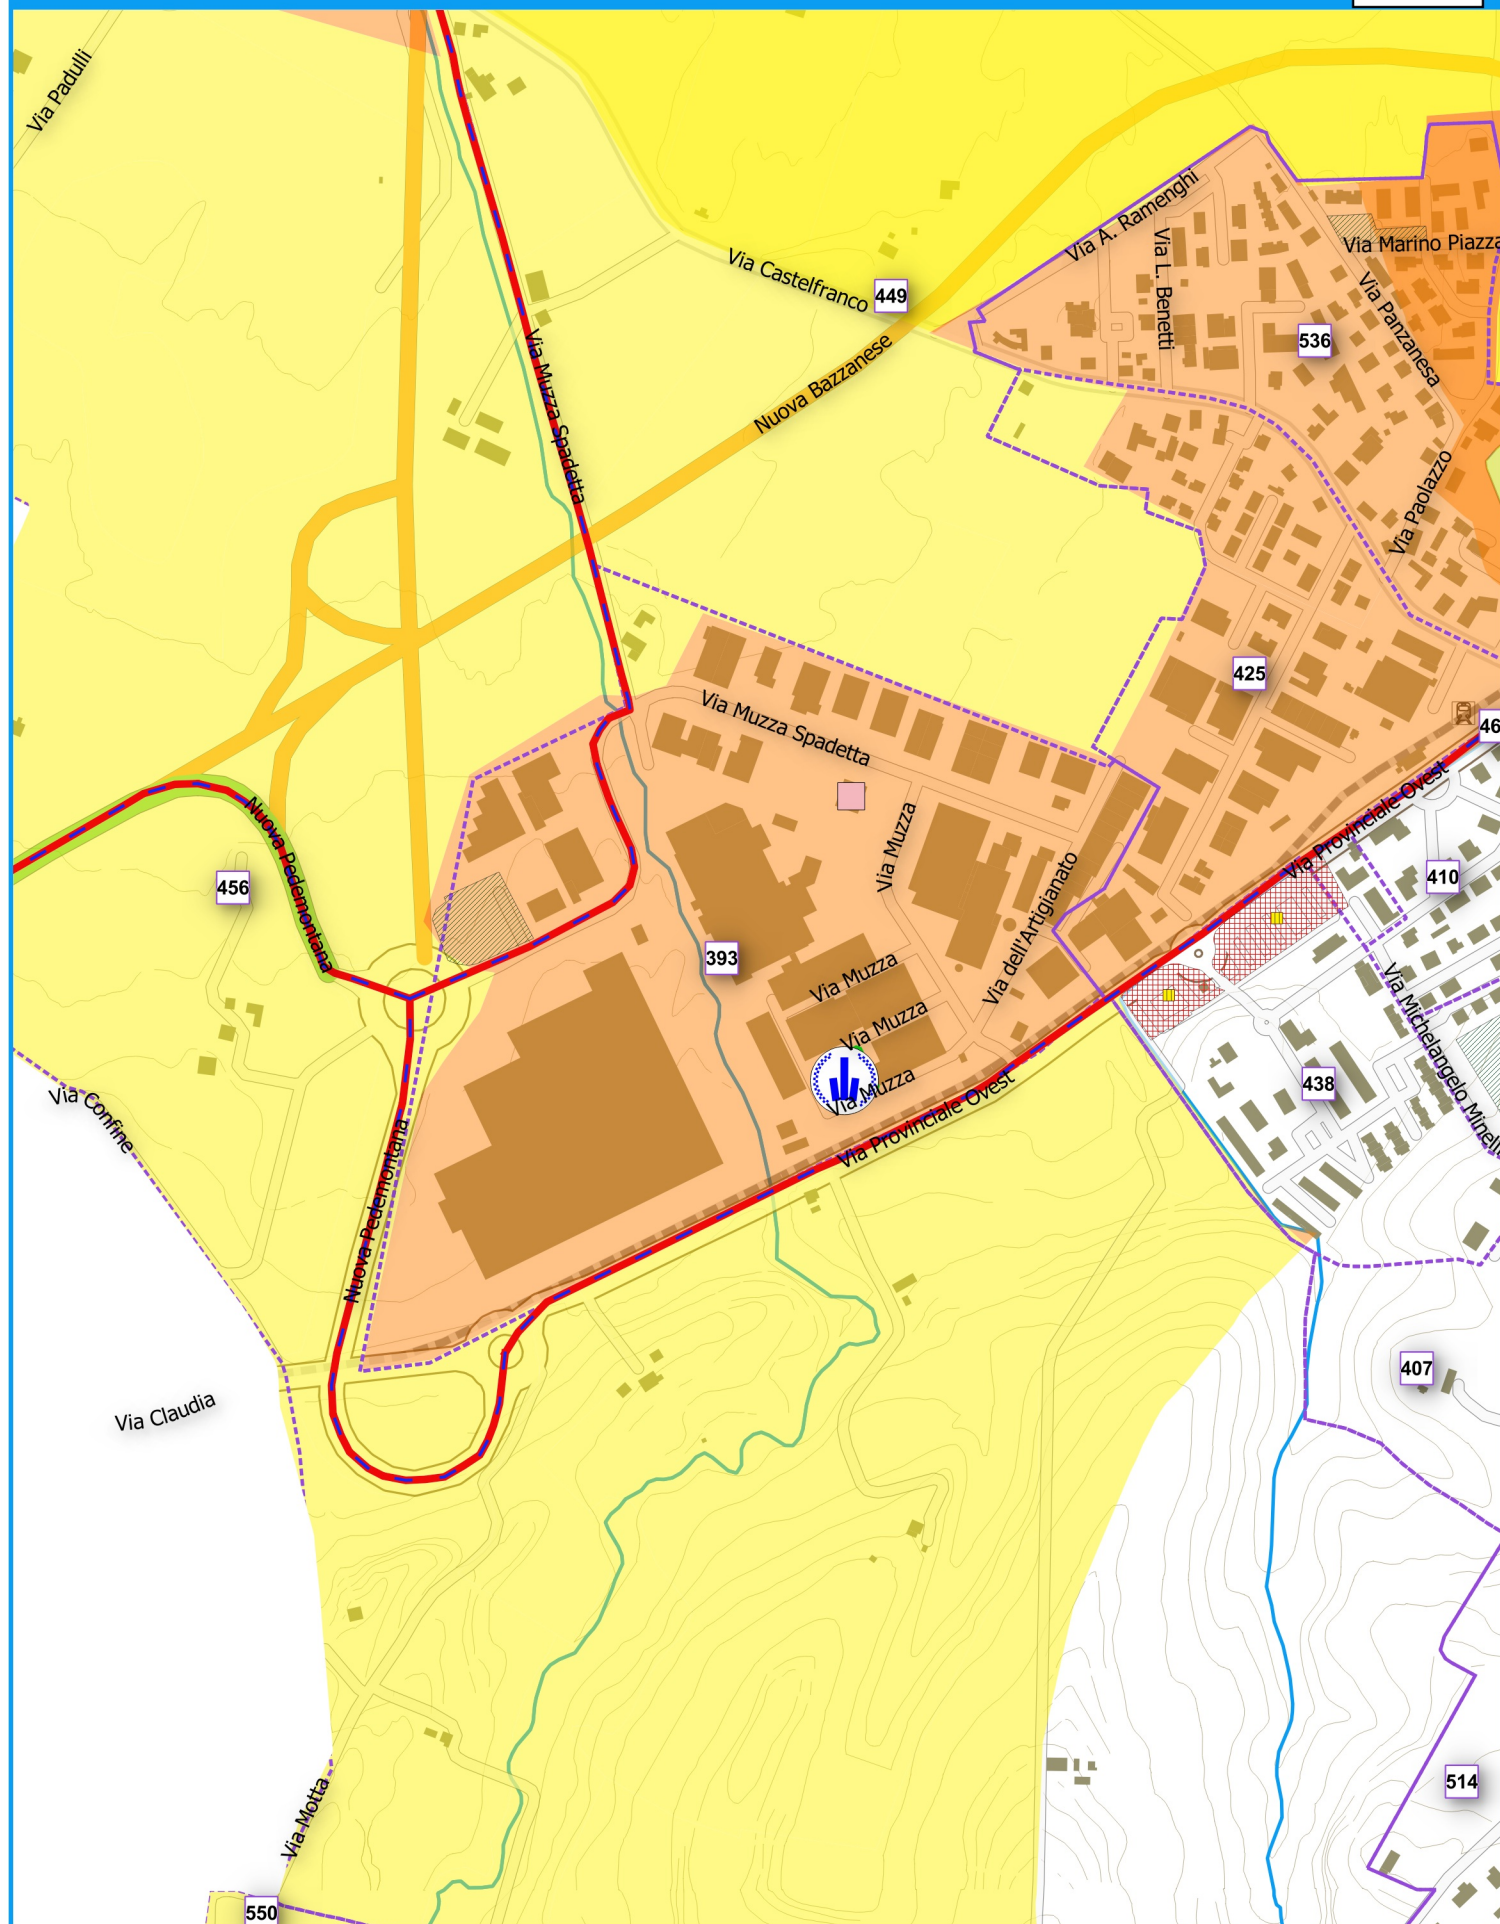 Via Padulli
Via A. Ramenghi
Via L. Benetti
Via Marino Piazza
Via Castelfranco
449
Via Panzanesa
536
Via Muzza Spadetta
Nuova Bazzanese
Via Paolazzo
425
Via Muzza Spadetta
46
Via Provinciale Ovest
Nuova Pedemontana
Via Muzza
456
410
Via dell'Artigianato
393
Via Muzza
Via Muzza
Via Michelangelo Minelli
Via Muzza
438
Via Confine
Via Provinciale Ovest
Nuova Pedemontana
407
Via Claudia
514
Via Motta
550